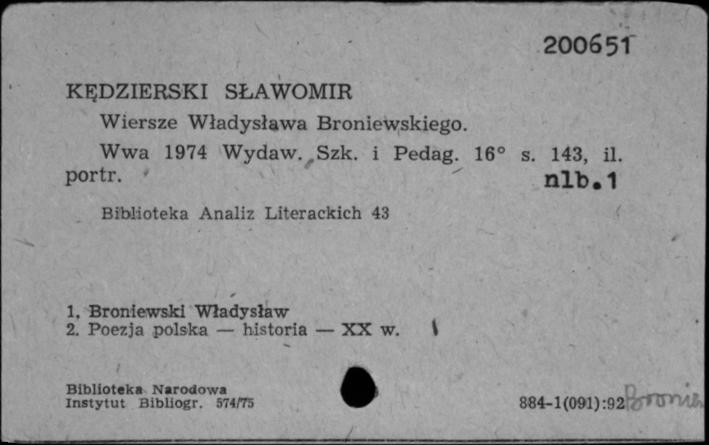 200651
KĘDZIERSKI SŁAWOMIR
Wiersze Władysława Broniewskiego.
Wwa 1974 Wydaw. Szk. i Pedag. 16° s. 143, il.
portr. nlb.1
Biblioteka Analiz Literackich 43
1. Broniewski Władysław
2. Poezja polska — historia — XX w.
Biblioteka Narodowa
Instytut Bibliogr. 574/75 884-1(091):92 Bronie